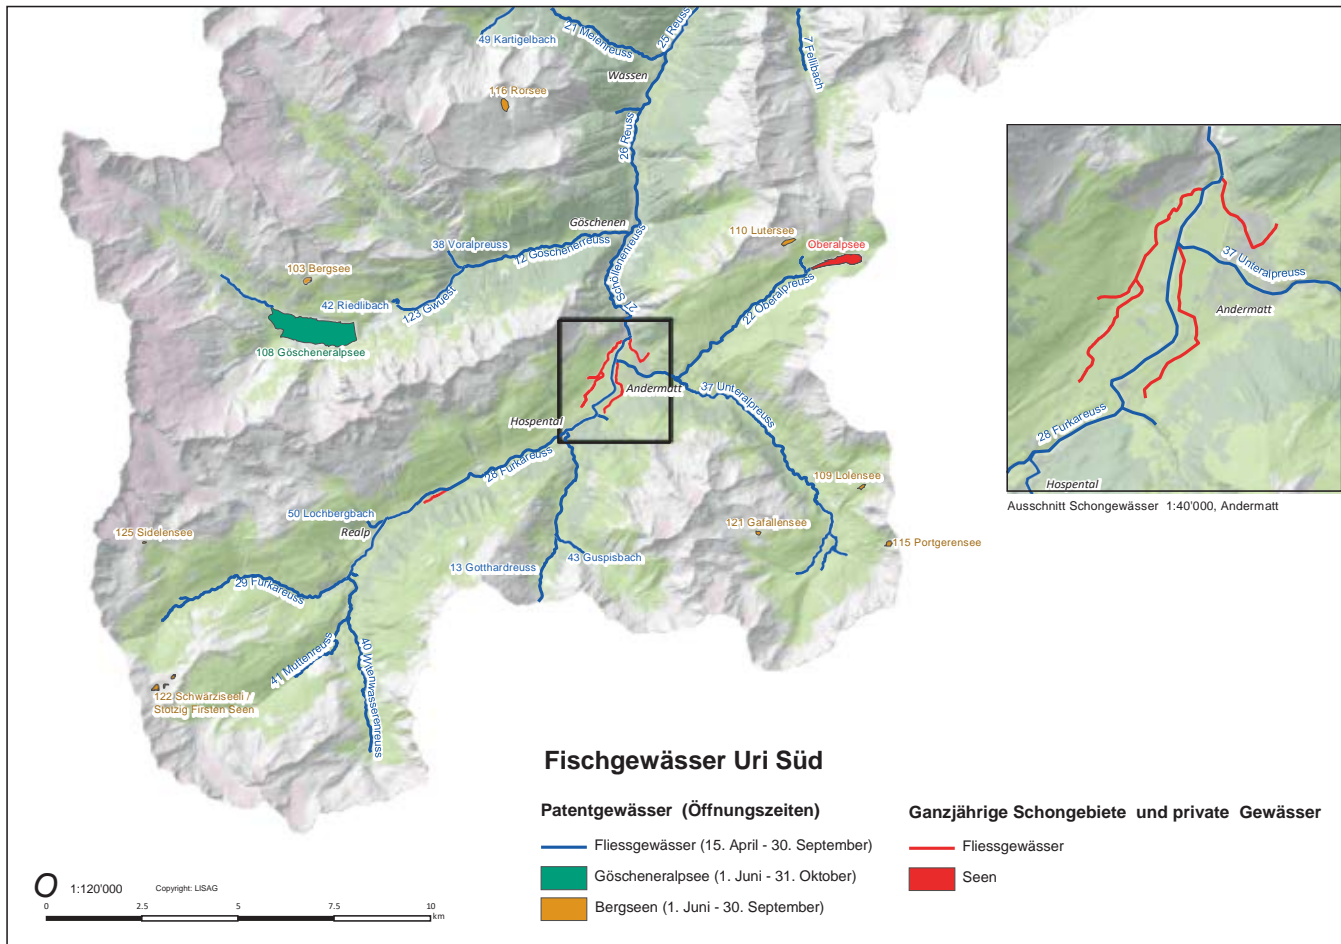 49 Kartigelbach
21 Meienreuss
25 Reuss
7 Fellibach
Wassen
116 Rorsee
26 Reuss
Göschenen
38 Voralpreuss
12 Göschenerreuss
110 Lutersee
Oberalpsee
103 Bergsee
42 Riedlibach
123 Gwüest
21 Schöllenenreuss
22 Oberalpreuss
108 Göscheneralpsee
Andermatt
37 Unteralpreuss
Hospental
28 Furkareuss
109 Lolensee
50 Lochbergbach
Realp
121 Gafallensee
115 Portgerensee
125 Sidelensee
13 Gotthardreuss
43 Guspisbach
29 Furkareuss
41 Muttenreuss
40 Witenwasserenreuss
122 Schwarziseeli /
Stotzig Firsten Seen
37 Unteralpreuss
Andermatt
28 Furkareuss
Hospental
Ausschnitt Schongewässer 1:40'000, Andermatt
Fischgewässer Uri Süd
Patentgewässer (Öffnungszeiten)
Fliessgewässer (15. April - 30. September)
Göscheneralpsee (1. Juni - 31. Oktober)
Bergseen (1. Juni - 30. September)
Ganzjährige Schongebiete und private Gewässer
Fliessgewässer
Seen
O 1:120'000 Copyright: LISAG
0 2.5 5 7.5 10
km